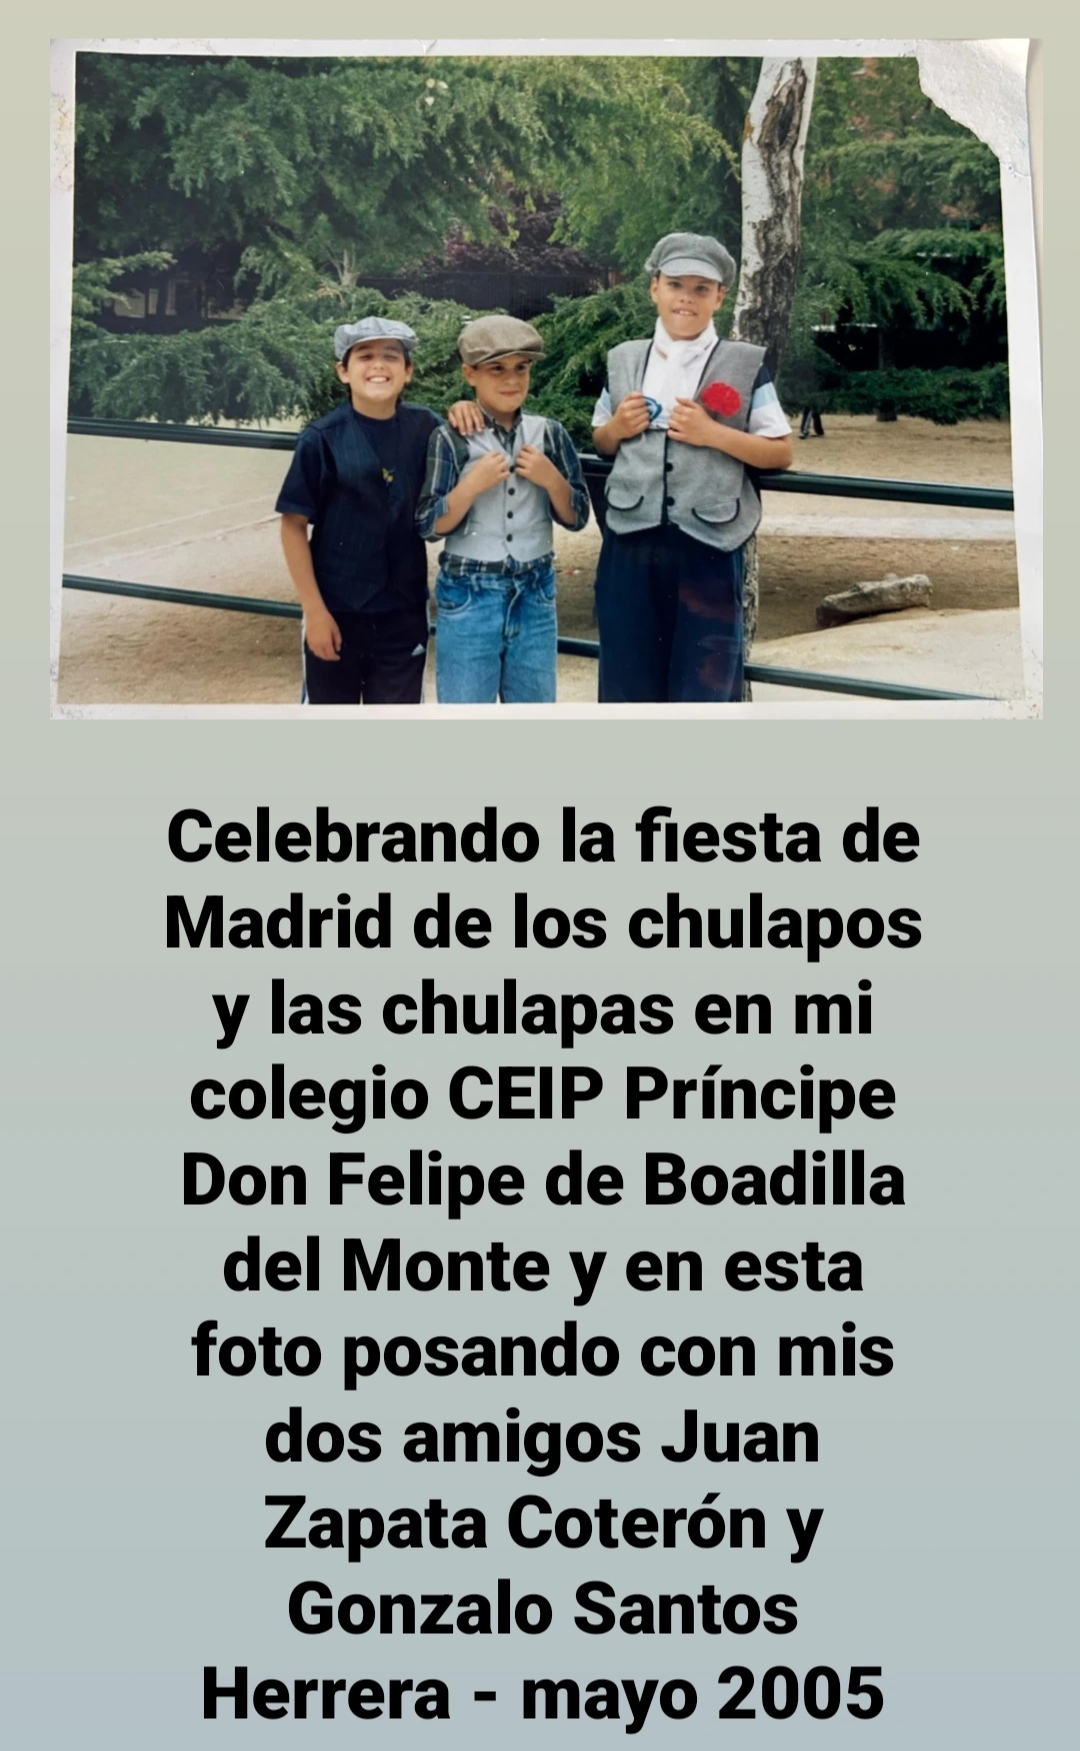 Celebrando la fiesta de
Madrid de los chulapos
y las chulapas en mi
colegio CEIP Príncipe
Don Felipe de Boadilla
del Monte y en esta
foto posando con mis
dos amigos Juan
Zapata Coterón y
Gonzalo Santos
Herrera - mayo 2005